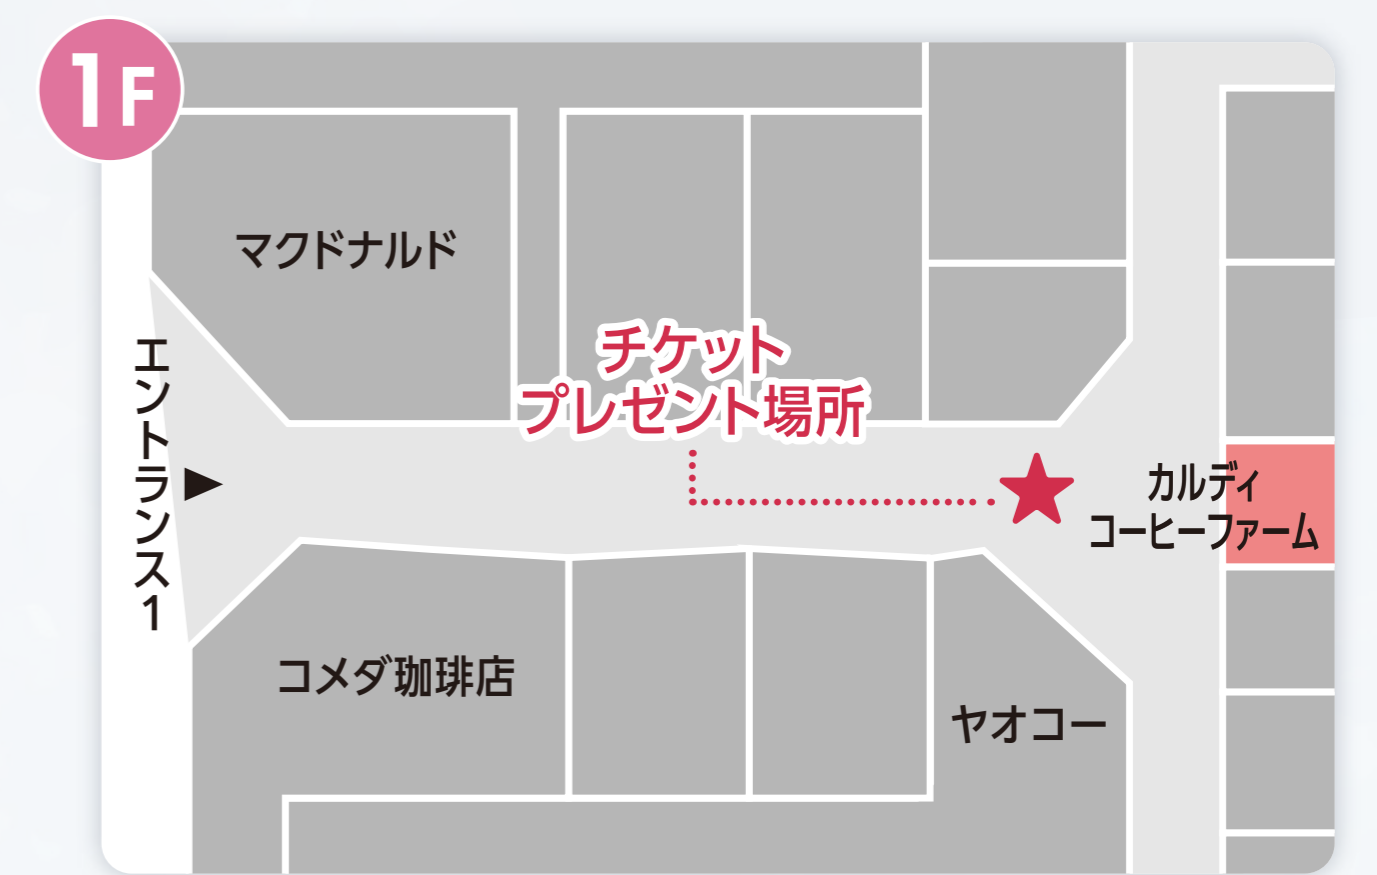 1F
マクドナルド
チケット
プレゼント場所
エントランス1
カルディ
コーヒーファーム
コメダ珈琲店
ヤオコー